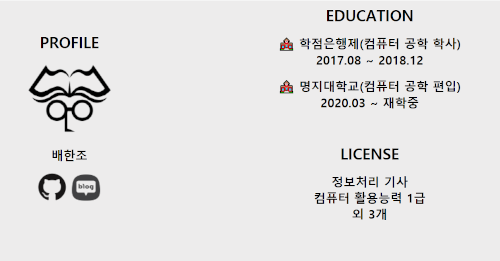 PROFILE
배한조
blog
EDUCATION
학점은행제(컴퓨터 공학 학사)
2017.08 ~ 2018.12
명지대학교(컴퓨터 공학 편입)
2020.03 ~ 재학중
LICENSE
정보처리 기사
컴퓨터 활용능력 1급
외 3개